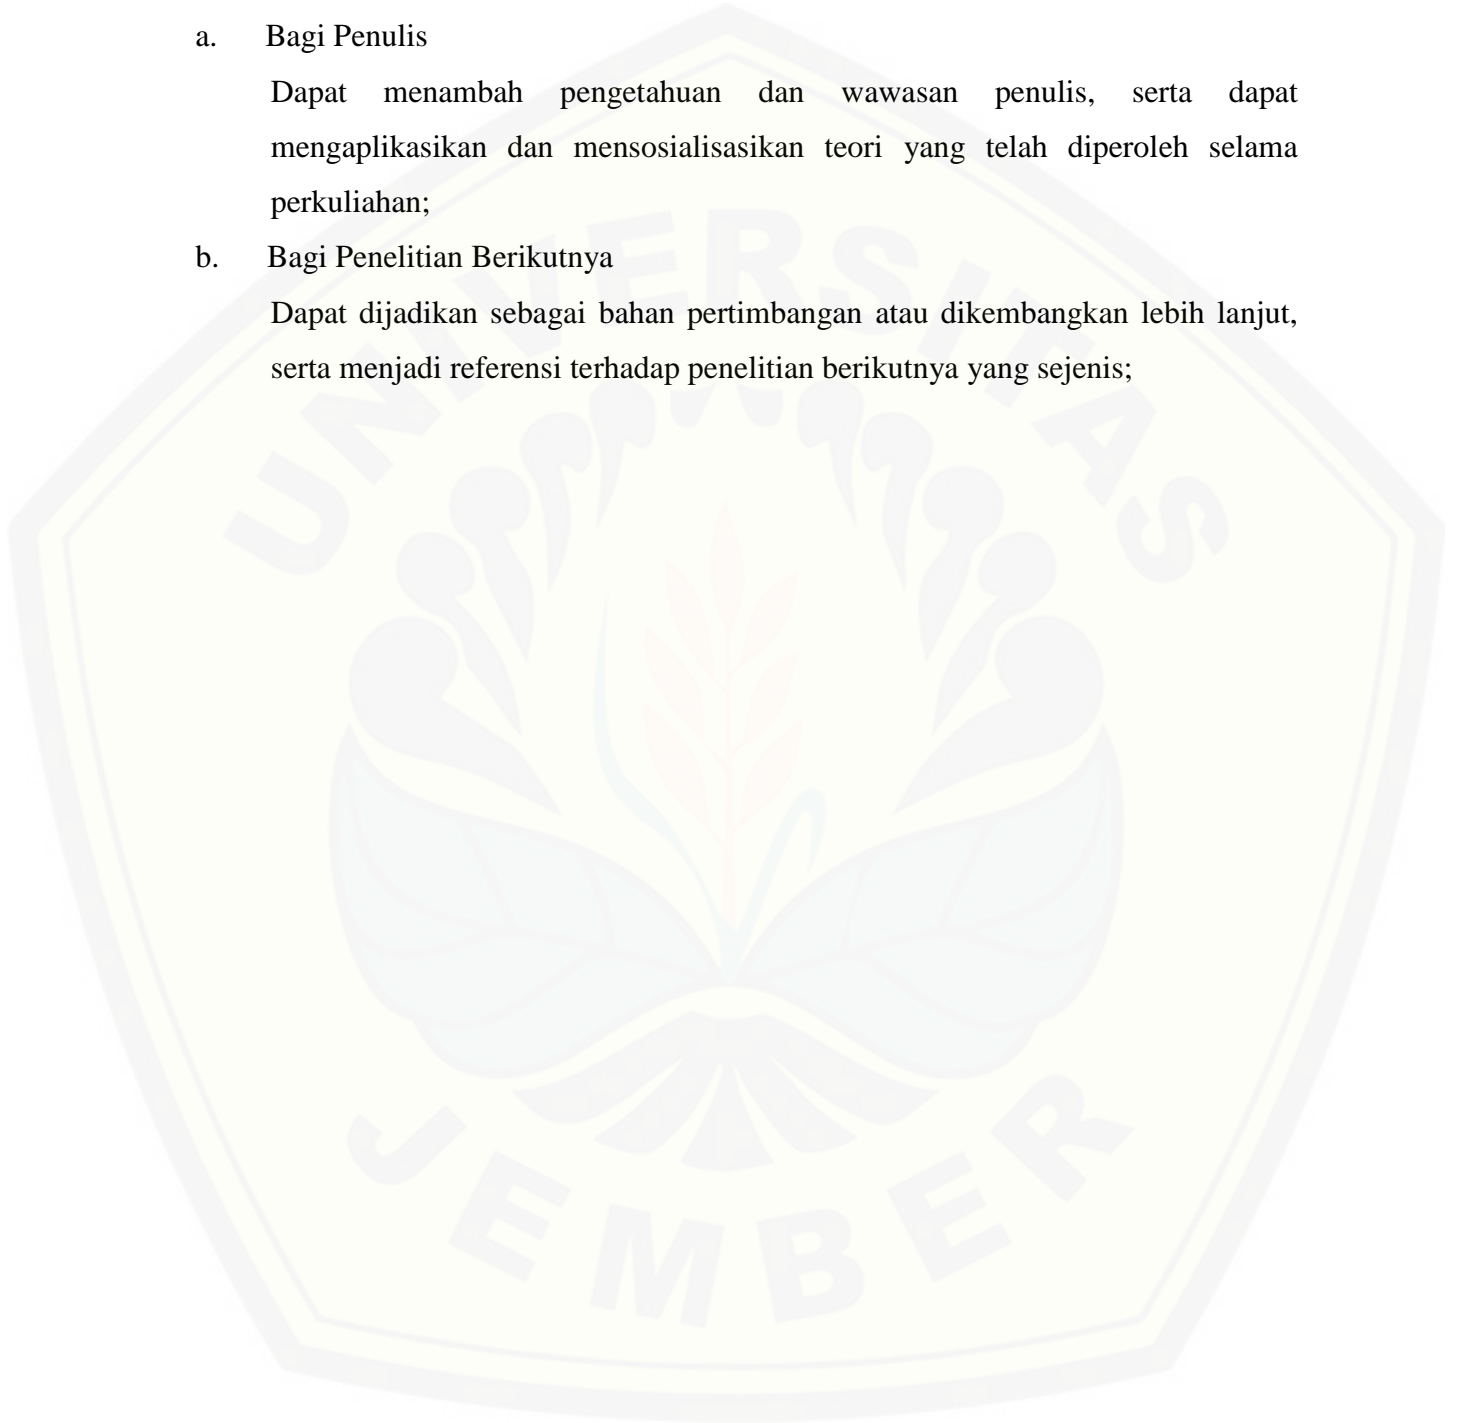 a. Bagi Penulis
Dapat menambah pengetahuan dan wawasan penulis, serta dapat
mengaplikasikan dan mensosialisasikan teori yang telah diperoleh selama
perkuliahan;
b. Bagi Penelitian Berikutnya
Dapat dijadikan sebagai bahan pertimbangan atau dikembangkan lebih lanjut,
serta menjadi referensi terhadap penelitian berikutnya yang sejenis;
UNIVERSITAS
JEMBER